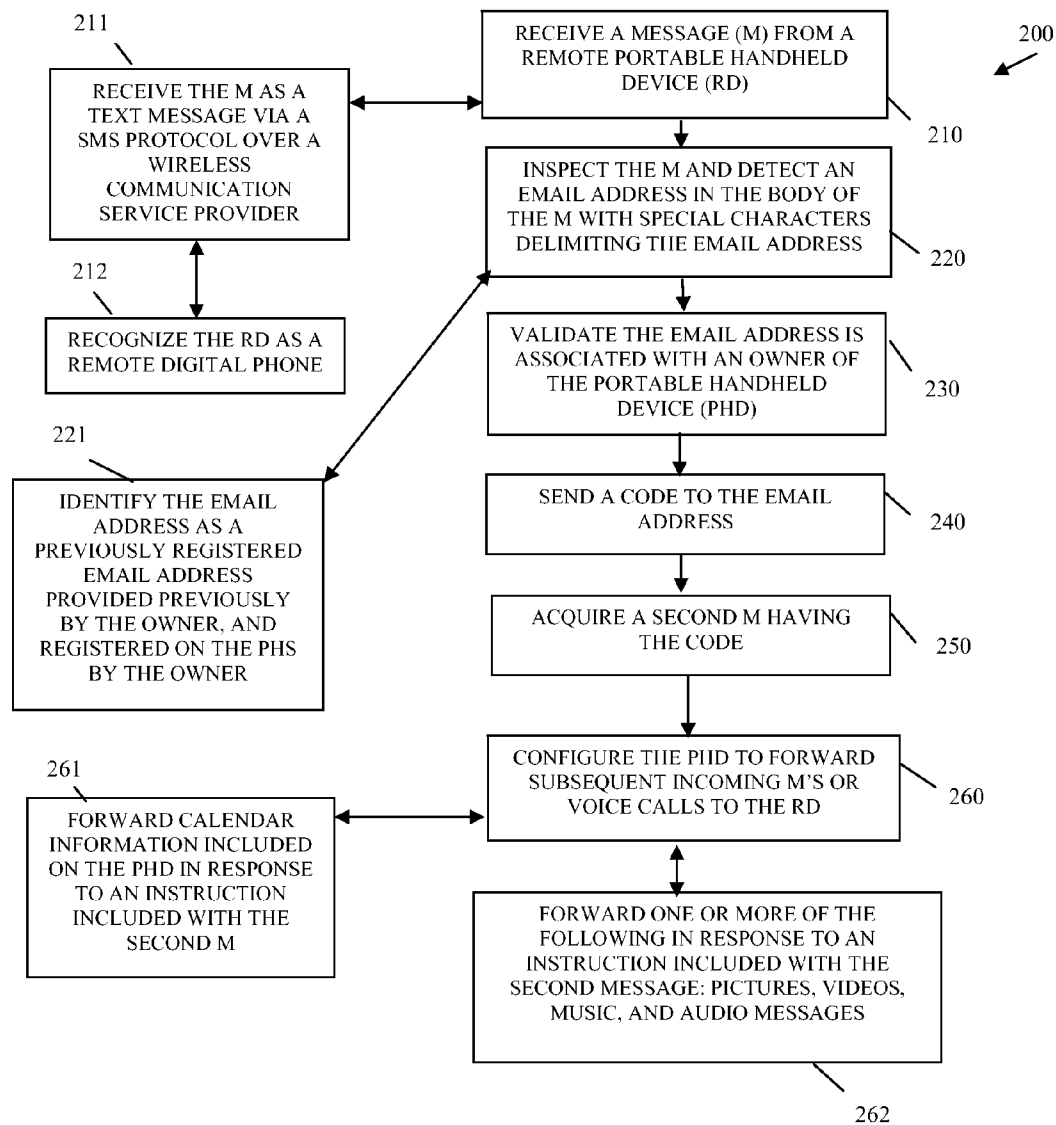 200
210
RECEIVE A MESSAGE (M) FROM A
REMOTE PORTABLE HANDHELD
DEVICE (RD)
211
RECEIVE THE M AS A
TEXT MESSAGE VIA A
SMS PROTOCOL OVER A
WIRELESS
COMMUNICATION
SERVICE PROVIDER
212
RECOGNIZE THE RD AS A
REMOTE DIGITAL PHONE
INSPECT THE M AND DETECT AN
EMAIL ADDRESS IN THE BODY OF
THE M WITH SPECIAL CHARACTERS
DELIMITING THE EMAIL ADDRESS
220
221
IDENTIFY THE EMAIL
ADDRESS AS A
PREVIOUSLY REGISTERED
EMAIL ADDRESS
PROVIDED PREVIOUSLY
BY THE OWNER, AND
REGISTERED ON THE PHS
BY THE OWNER
VALIDATE THE EMAIL ADDRESS IS
ASSOCIATED WITH AN OWNER OF
THE PORTABLE HANDHELD
DEVICE (PHD)
230
SEND A CODE TO THE EMAIL
ADDRESS
240
ACQUIRE A SECOND M HAVING
THE CODE
250
CONFIGURE THE PHD TO FORWARD
SUBSEQUENT INCOMING M'S OR
VOICE CALLS TO THE RD
260
261
FORWARD CALENDAR
INFORMATION INCLUDED
ON THE PHD IN RESPONSE
TO AN INSTRUCTION
INCLUDED WITH THE
SECOND M
FORWARD ONE OR MORE OF THE
FOLLOWING IN RESPONSE TO AN
INSTRUCTION INCLUDED WITH THE
SECOND MESSAGE: PICTURES, VIDEOS,
MUSIC, AND AUDIO MESSAGES
262